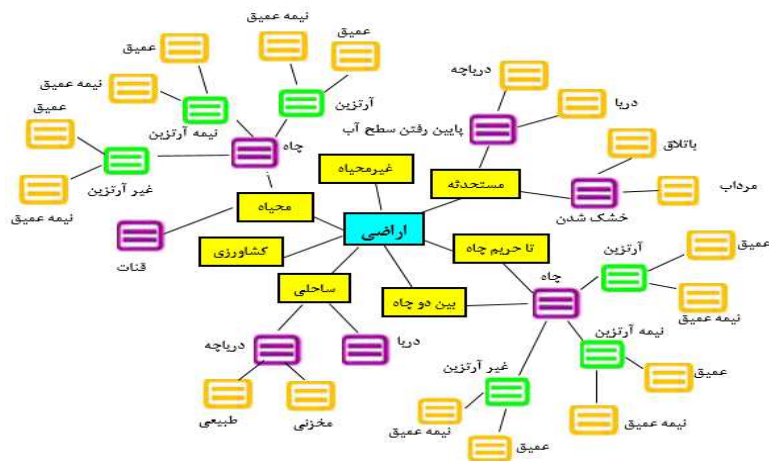 نیمه عمیق
عمیق
عمیق
دریاچه
نیمه عمیق
آرتزین
دریا
عمیق
نیمه آرتزین
چاه
پایین رفتن سطح آب
باتلاق
غیرمحیاه
مستحدثه
غیر آرتزین
مرداب
نیمه عمیق
محیاه
خشک شدن
اراضی
آرتزین
عمیق
قنات
کشاورزی
تا حریم چاه
چاه
ساحلی
بین دو چاه
نیمه عمیق
نیمه آرتزین
دریاچه
دریا
غیر آرتزین
عمیق
طبیعی
مخزنی
نیمه عمیق
نیمه عمیق
عمیق